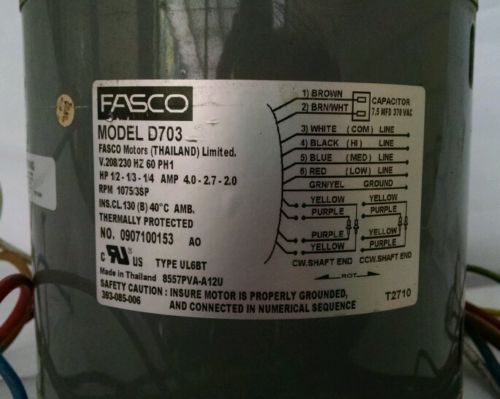 FASCO
MODEL D703
FASCO Motors (THAILAND) Limited.
V.208/230 HZ 60 PH1
HP 1/2 - 1/3 - 1/4 AMP 4.0 - 2.7 - 2.0
RPM 1075/3SP
INS.CL.130 (B) 40°C AMB.
THERMALLY PROTECTED
NO. 0907100153 AO
C UR US TYPE UL6BT
Made in Thailand 8557PVA-A12U
393-085-006
SAFETY CAUTION : INSURE MOTOR IS PROPERLY GROUNDED,
AND CONNECTED IN NUMERICAL SEQUENCE
1) BROWN
2) BRN/WHT
CAPACITOR
7.5 MFD 370 VAC
3) WHITE (COM) LINE
4) BLACK (HI) LINE
5) BLUE (MED) LINE
6) RED (LOW) LINE
GRN/YEL GROUND
YELLOW YELLOW
PURPLE PURPLE
PURPLE PURPLE
YELLOW YELLOW
CW.SHAFT END CCW.SHAFT END
ROT
T2710